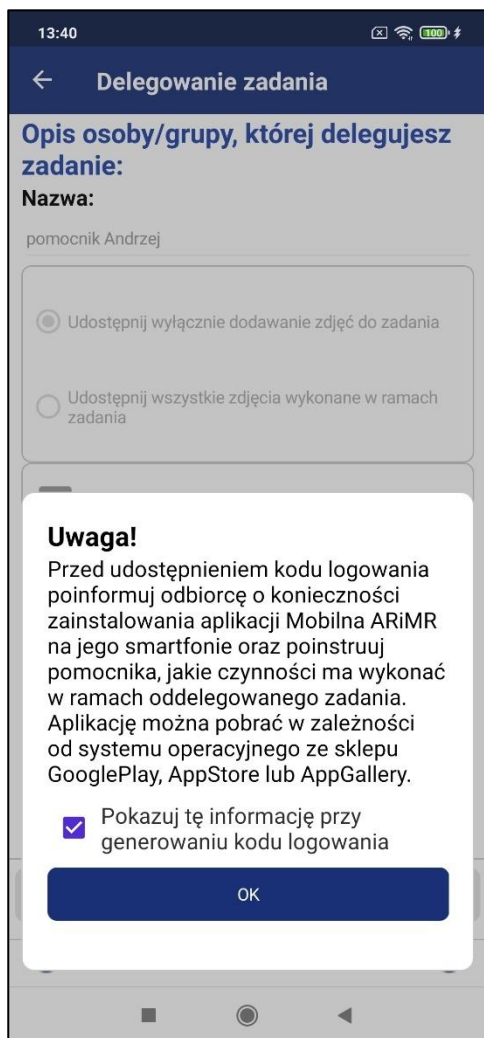 13:40
100
Delegowanie zadania
Opis osoby/grupy, której delegujesz
zadanie:
Nazwa:
pomocnik Andrzej
Udostępnij wyłącznie dodawanie zdjęć do zadania
Udostępnij wszystkie zdjęcia wykonane w ramach
zadania
Uwaga!
Przed udostępnieniem kodu logowania
poinformuj odbiorcę o konieczności
zainstalowania aplikacji Mobilna ARiMR
na jego smartfonie oraz poinstruuj
pomocnika, jakie czynności ma wykonać
w ramach oddelegowanego zadania.
Aplikację można pobrać w zależności
od systemu operacyjnego ze sklepu
GooglePlay, AppStore lub AppGallery.
Pokazuj tę informację przy
generowaniu kodu logowania
OK